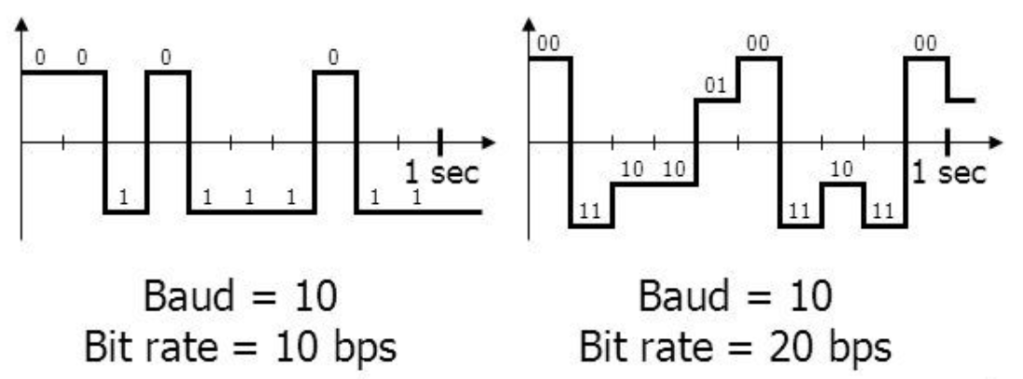 0 0 0 0
1 1 1 1 1 1
1 sec
Baud = 10
Bit rate = 10 bps
00 00 00
01
10 10 10
11 11 11
1 sec
Baud = 10
Bit rate = 20 bps